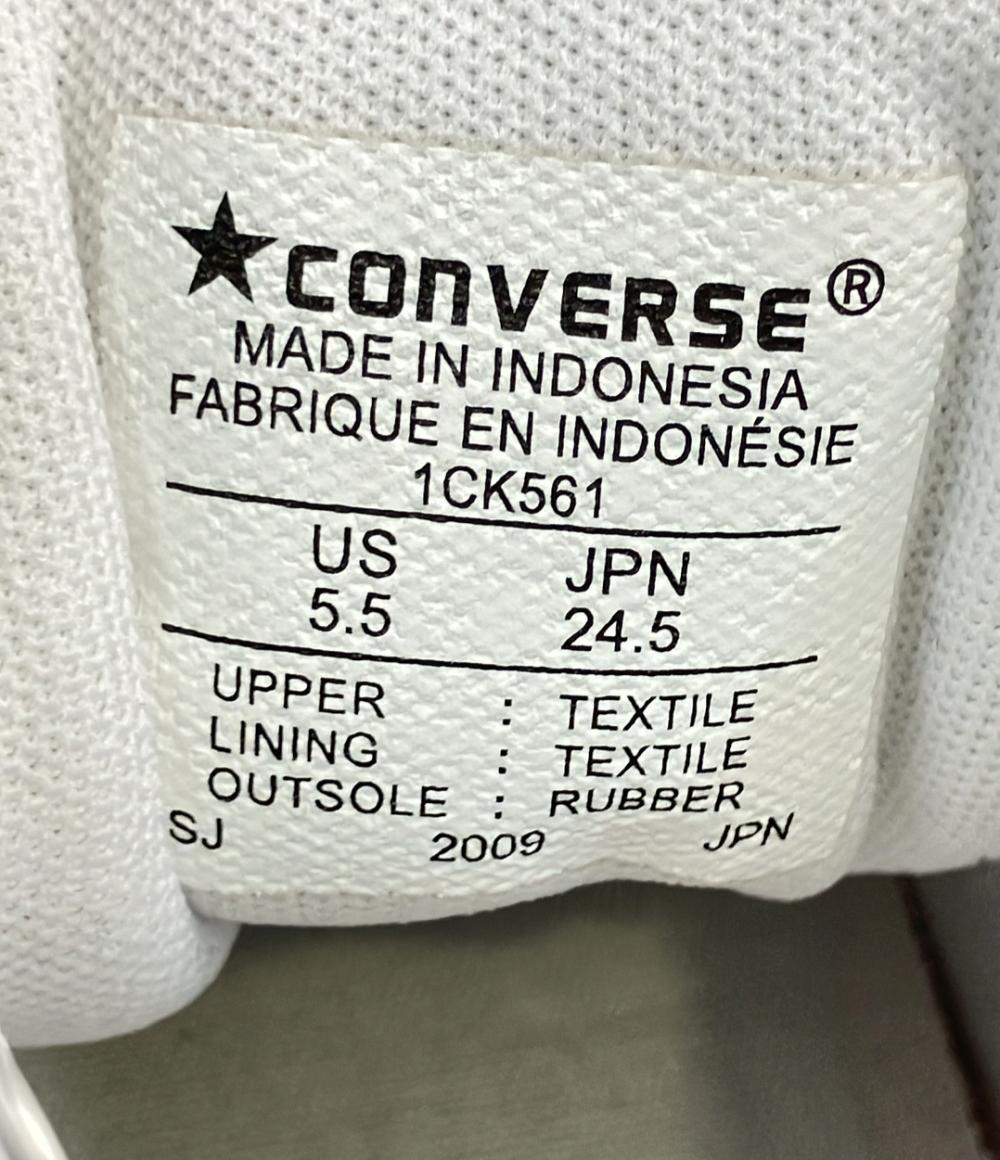 ★CONVERSE®
MADE IN INDONESIA
FABRIQUE EN INDONÉSIE
1CK561
US JPN
5.5 24.5
UPPER : TEXTILE
LINING : TEXTILE
OUTSOLE : RUBBER
SJ 2009 JPN